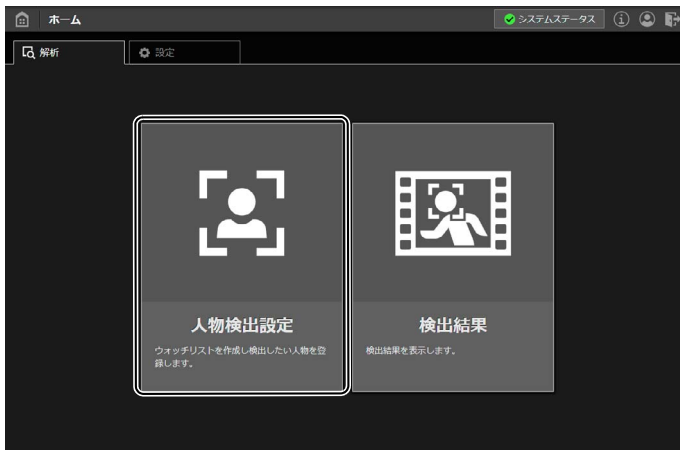 ホーム
システムステータス
解析
設定
人物検出設定
ウォッチリストを作成し検出したい人物を登
録します。
検出結果
検出結果を表示します。